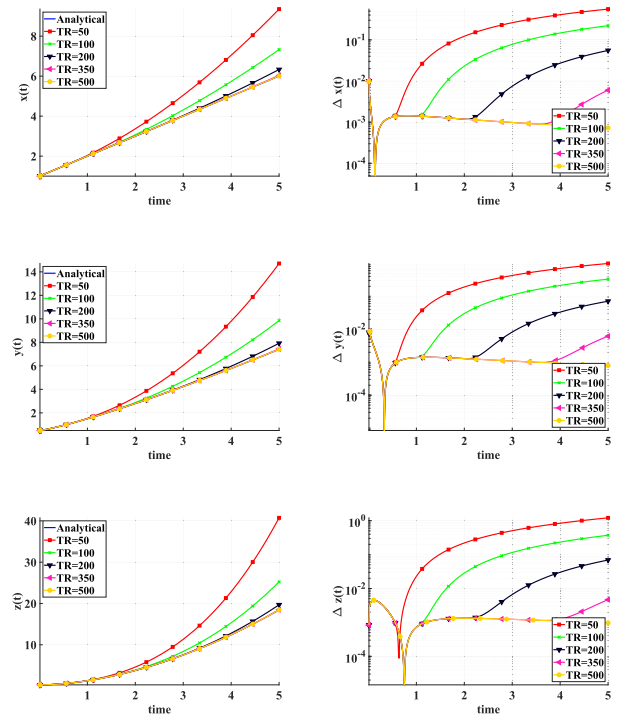 8
6
4
2
x(t)
Analytical
TR=50
TR=100
TR=200
TR=350
TR=500
1 2 3 4 5
time
10^-1
10^-2
10^-3
10^-4
Δ x(t)
TR=50
TR=100
TR=200
TR=350
TR=500
0 1 2 3 4 5
time
14
12
10
8
6
4
2
y(t)
Analytical
TR=50
TR=100
TR=200
TR=350
TR=500
1 2 3 4 5
time
10^-2
10^-4
Δ y(t)
TR=50
TR=100
TR=200
TR=350
TR=500
0 1 2 3 4 5
time
40
30
20
10
z(t)
Analytical
TR=50
TR=100
TR=200
TR=350
TR=500
1 2 3 4 5
time
10^0
10^-2
10^-4
Δ z(t)
TR=50
TR=100
TR=200
TR=350
TR=500
0 1 2 3 4 5
time